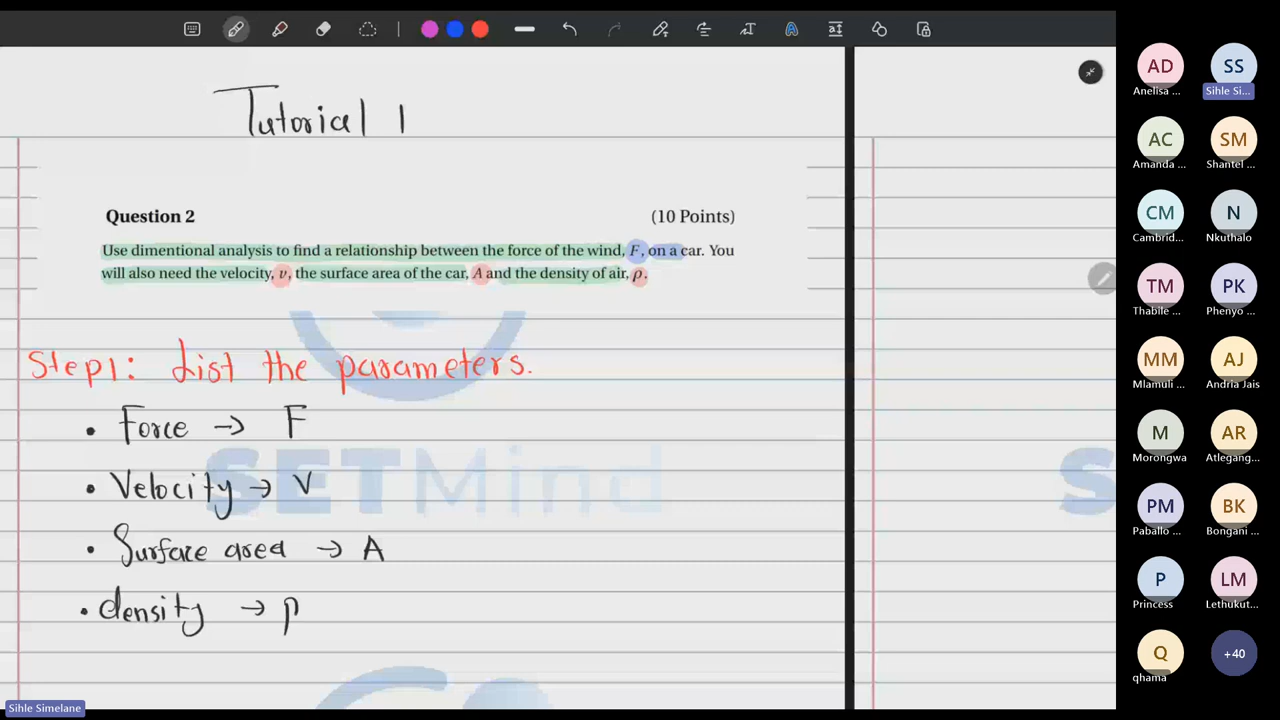 Tutorial 1
Question 2 (10 Points)
Use dimentional analysis to find a relationship between the force of the wind, F, on a car. You
will also need the velocity, v, the surface area of the car, A and the density of air, ρ.
Step1: List the parameters.
• Force → F
SETMind
• Velocity → V
• Surface area → A
• density → ρ
S
AD
Anelisa ...
SS
Sihle Si...
AC
Amanda ...
SM
Shantel ...
CM
Cambrid...
N
Nkuthalo
TM
Thabile ...
PK
Phenyo ...
MM
Mlamuli ...
AJ
Andria Jais
M
Morongwa
AR
Atlegang...
PM
Paballo ...
BK
Bongani ...
P
Princess
LM
Lethukut...
Q
qhama
+40
Sihle Simelane